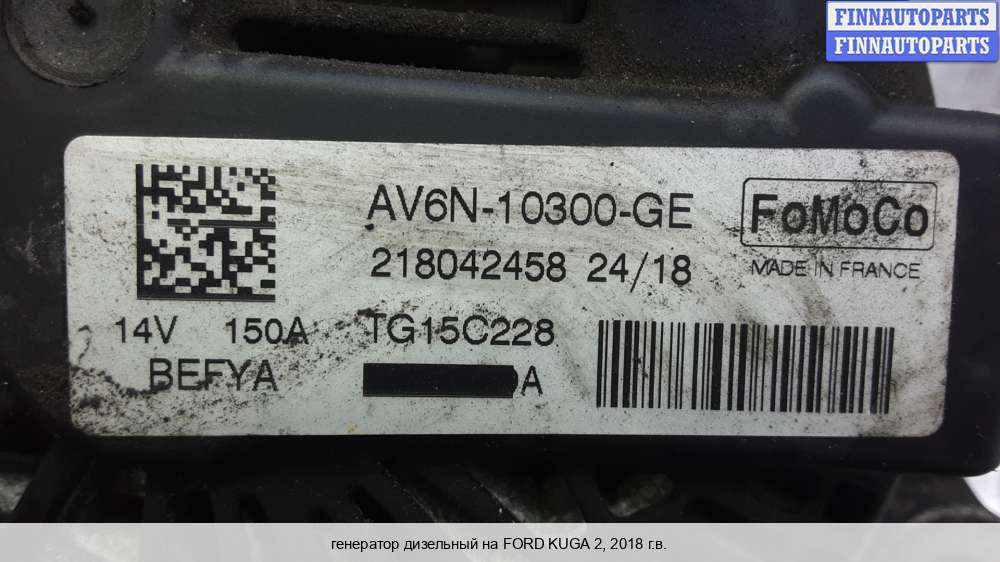 FINNAUTOPARTS
FINNAUTOPARTS
AV6N-10300-GE
FoMoCo
218042458 24/18
MADE IN FRANCE
14V 150A TG15C228
BEFYA
A
генератор дизельный на FORD KUGA 2, 2018 г.в.